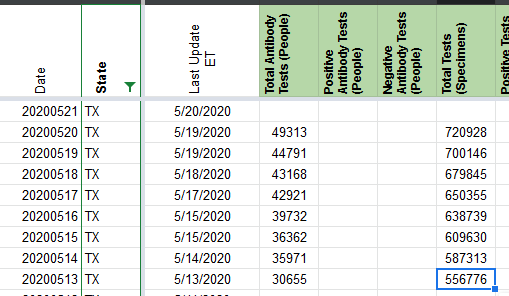 Date State Last Update ET Total Antibody Tests (People) Positive Antibody Tests (People) Negative Antibody Tests (People) Total Tests (Specimens) Positive Tests
20200521 TX 5/20/2020
20200520 TX 5/19/2020 49313 720928
20200519 TX 5/19/2020 44791 700146
20200518 TX 5/18/2020 43168 679845
20200517 TX 5/17/2020 42921 650355
20200516 TX 5/15/2020 39732 638739
20200515 TX 5/15/2020 36362 609630
20200514 TX 5/14/2020 35971 587313
20200513 TX 5/13/2020 30655 556776